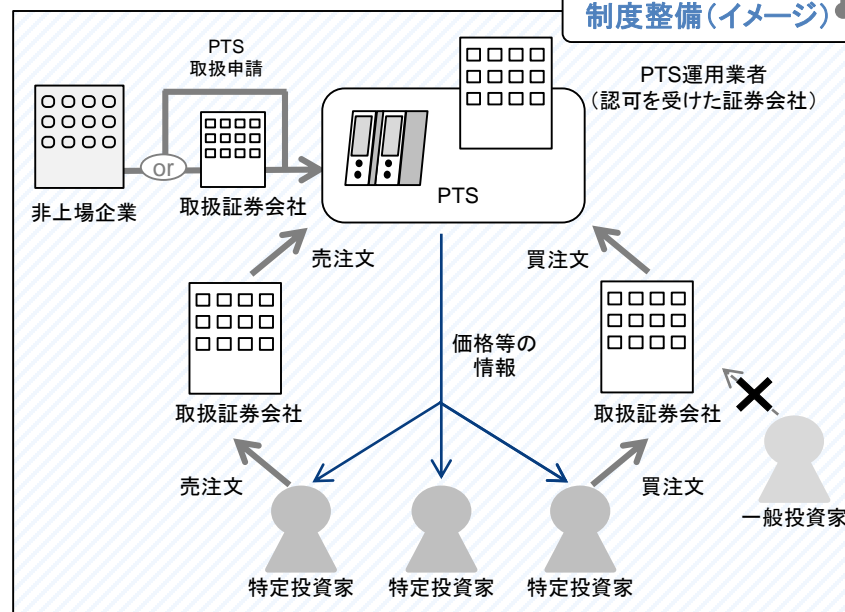 制度整備(イメージ)
PTS
取扱申請
PTS運用業者
(認可を受けた証券会社)
or
PTS
非上場企業
取扱証券会社
売注文
買注文
価格等の
情報
取扱証券会社
取扱証券会社
売注文
買注文
一般投資家
特定投資家
特定投資家
特定投資家